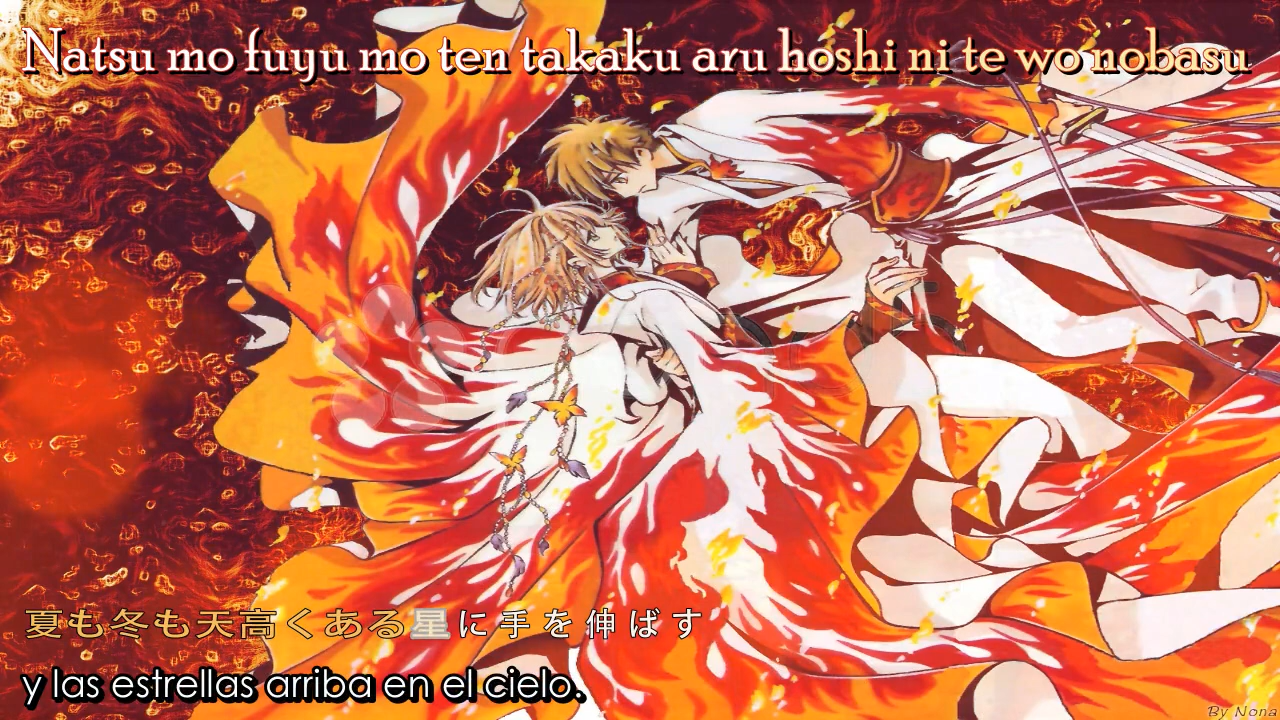 Natsu mo fuyu mo ten takaku aru hoshi ni te wo nobasu
夏も冬も天高くある星に手を伸ばす
y las estrellas arriba en el cielo.
By Nona